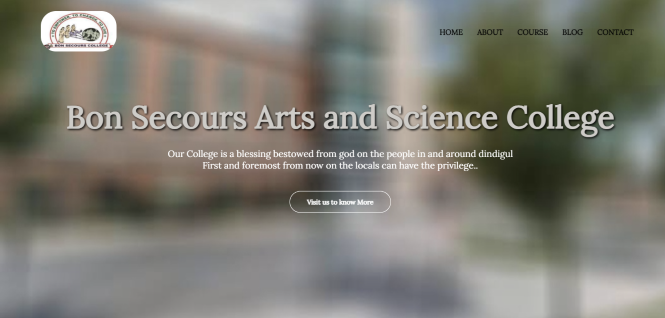 BON SECOURS COLLEGE
HOME ABOUT COURSE BLOG CONTACT
Bon Secours Arts and Science College
Our College is a blessing bestowed from god on the people in and around dindigul
First and foremost from now on the locals can have the privilege..
Visit us to know More